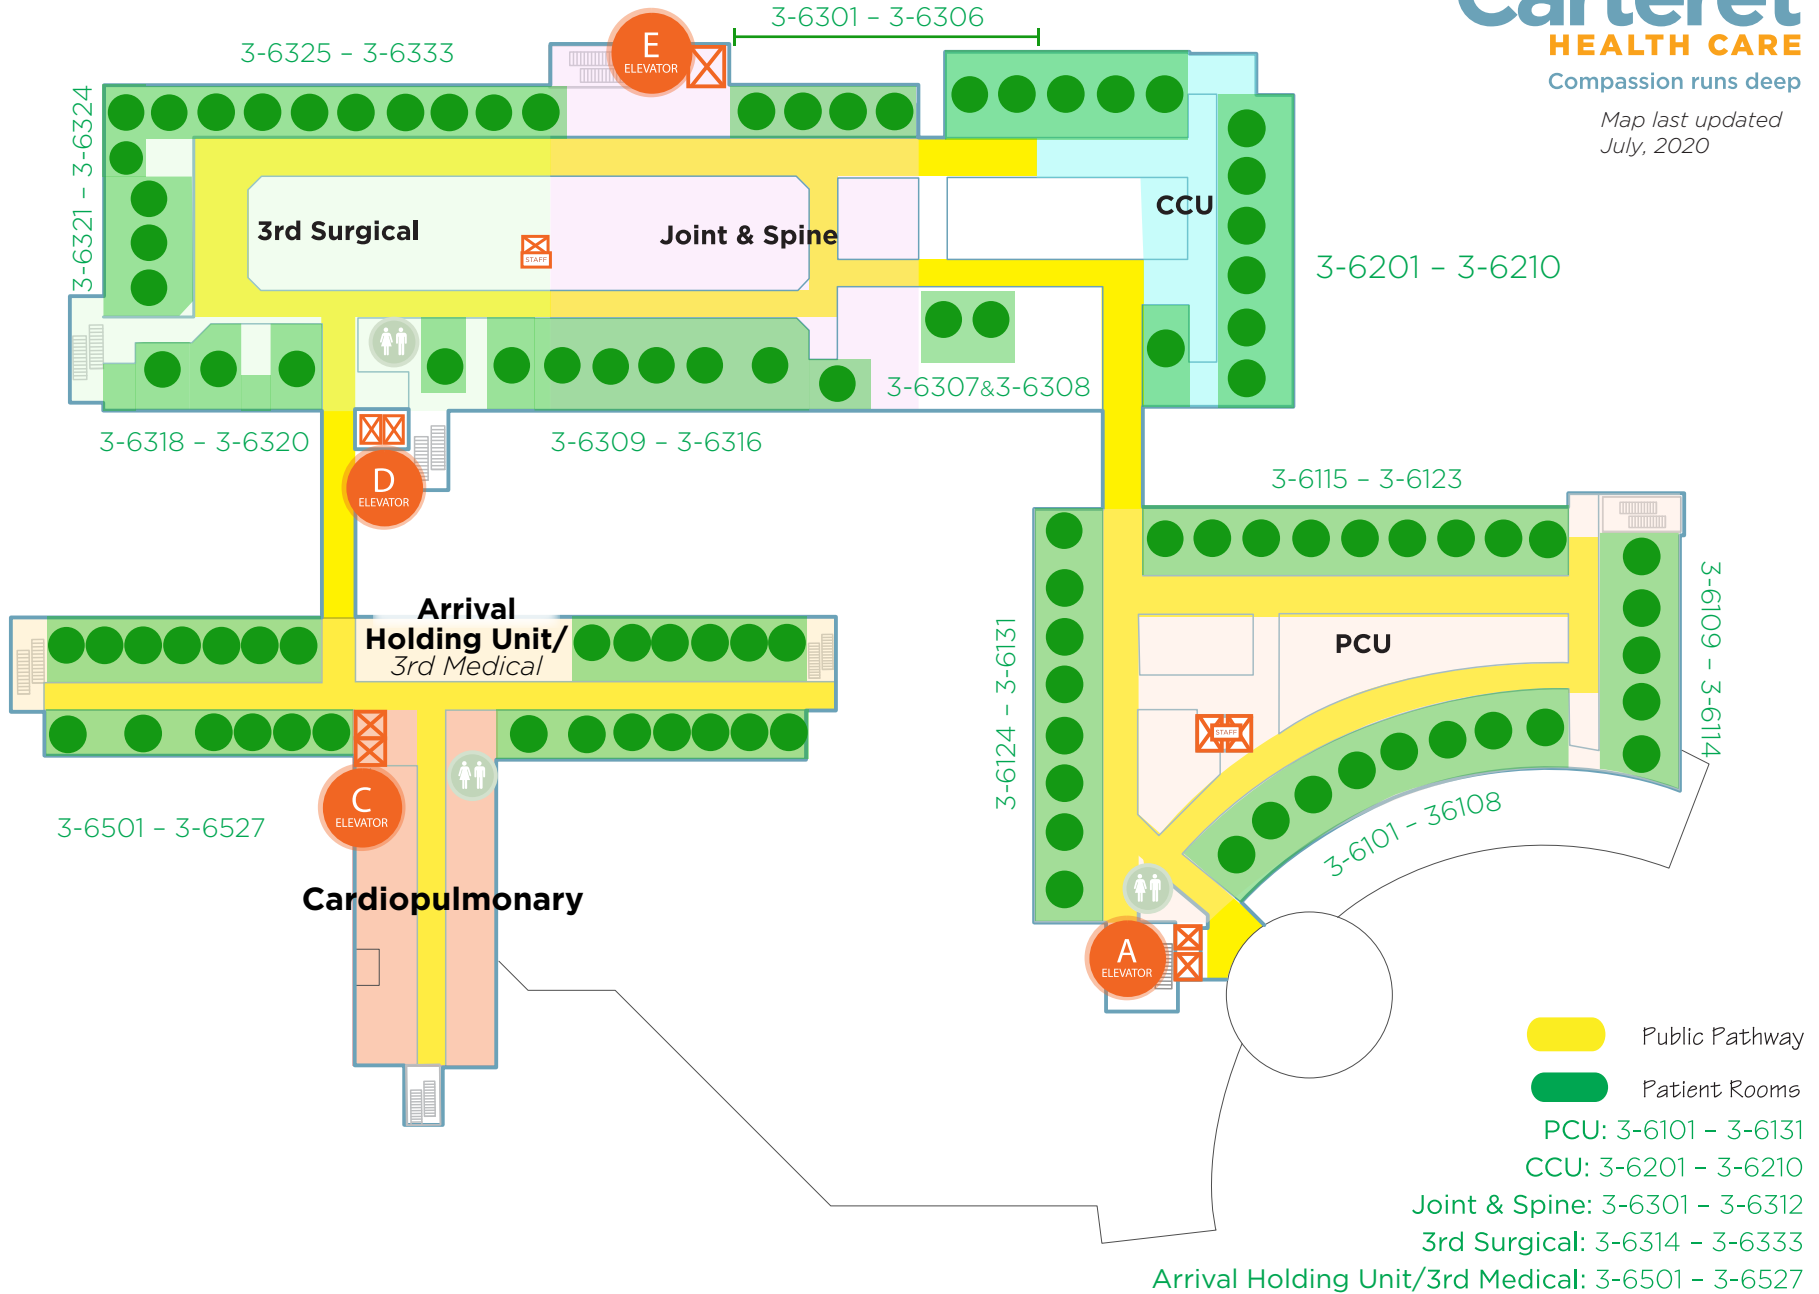 Carteret
HEALTH CARE
Compassion runs deep
Map last updated
July, 2020
3-6301 – 3-6306
3-6325 – 3-6333
E
ELEVATOR
3-6321 – 3-6324
3rd Surgical
STAFF
Joint & Spine
CCU
3-6201 – 3-6210
3-6307&3-6308
3-6318 – 3-6320
3-6309 – 3-6316
D
ELEVATOR
3-6115 – 3-6123
3-6109 – 3-6114
Arrival
Holding Unit/
3rd Medical
3-6124 – 3-6131
PCU
STAFF
C
ELEVATOR
3-6501 – 3-6527
3-6101 – 36108
Cardiopulmonary
A
ELEVATOR
Public Pathway
Patient Rooms
PCU: 3-6101 – 3-6131
CCU: 3-6201 – 3-6210
Joint & Spine: 3-6301 – 3-6312
3rd Surgical: 3-6314 – 3-6333
Arrival Holding Unit/3rd Medical: 3-6501 – 3-6527